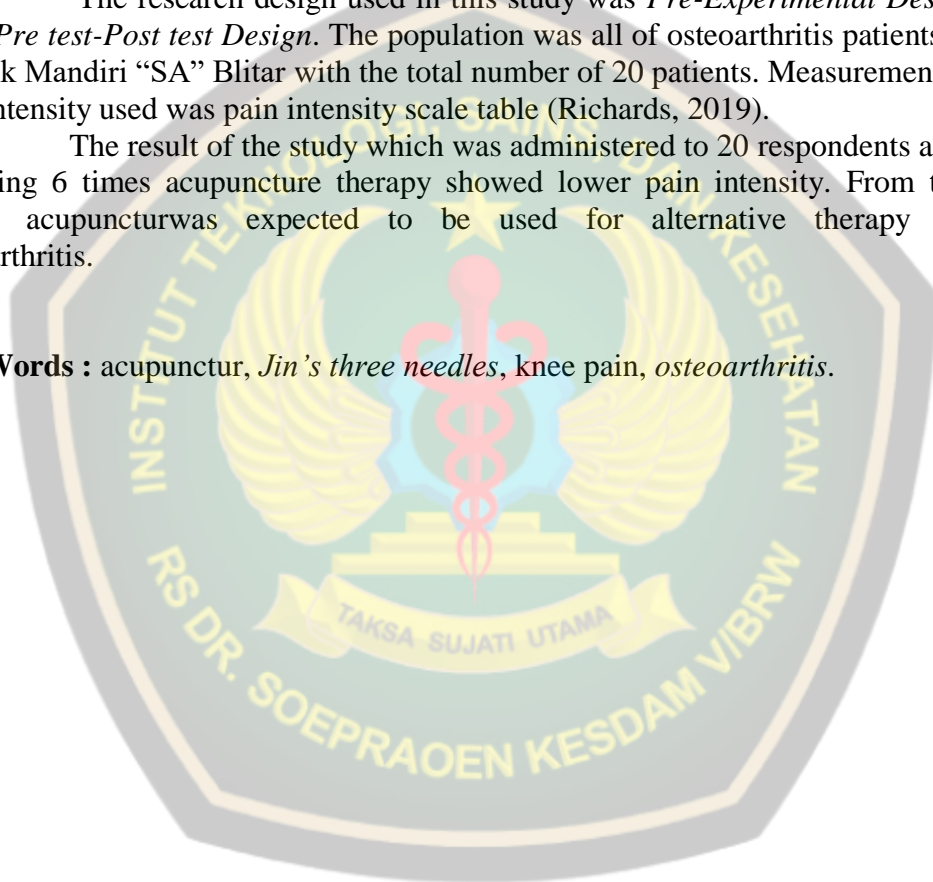 The research design used in this study was Pre-Experimental Des
Pre test-Post test Design. The population was all of osteoarthritis patients
k Mandiri “SA” Blitar with the total number of 20 patients. Measuremen
ntensity used was pain intensity scale table (Richards, 2019).
The result of the study which was administered to 20 respondents a
ing 6 times acupuncture therapy showed lower pain intensity. From t
acupuncturwas expected to be used for alternative therapy
rthritis.
Words : acupunctur, Jin’s three needles, knee pain, osteoarthritis.
INSTITUT TEKNOLOGI, SAINS, DAN KESEHATAN
TAKSA SUJATI UTAMA
RS DR. SOEPRAOEN KESDAM V/BRW